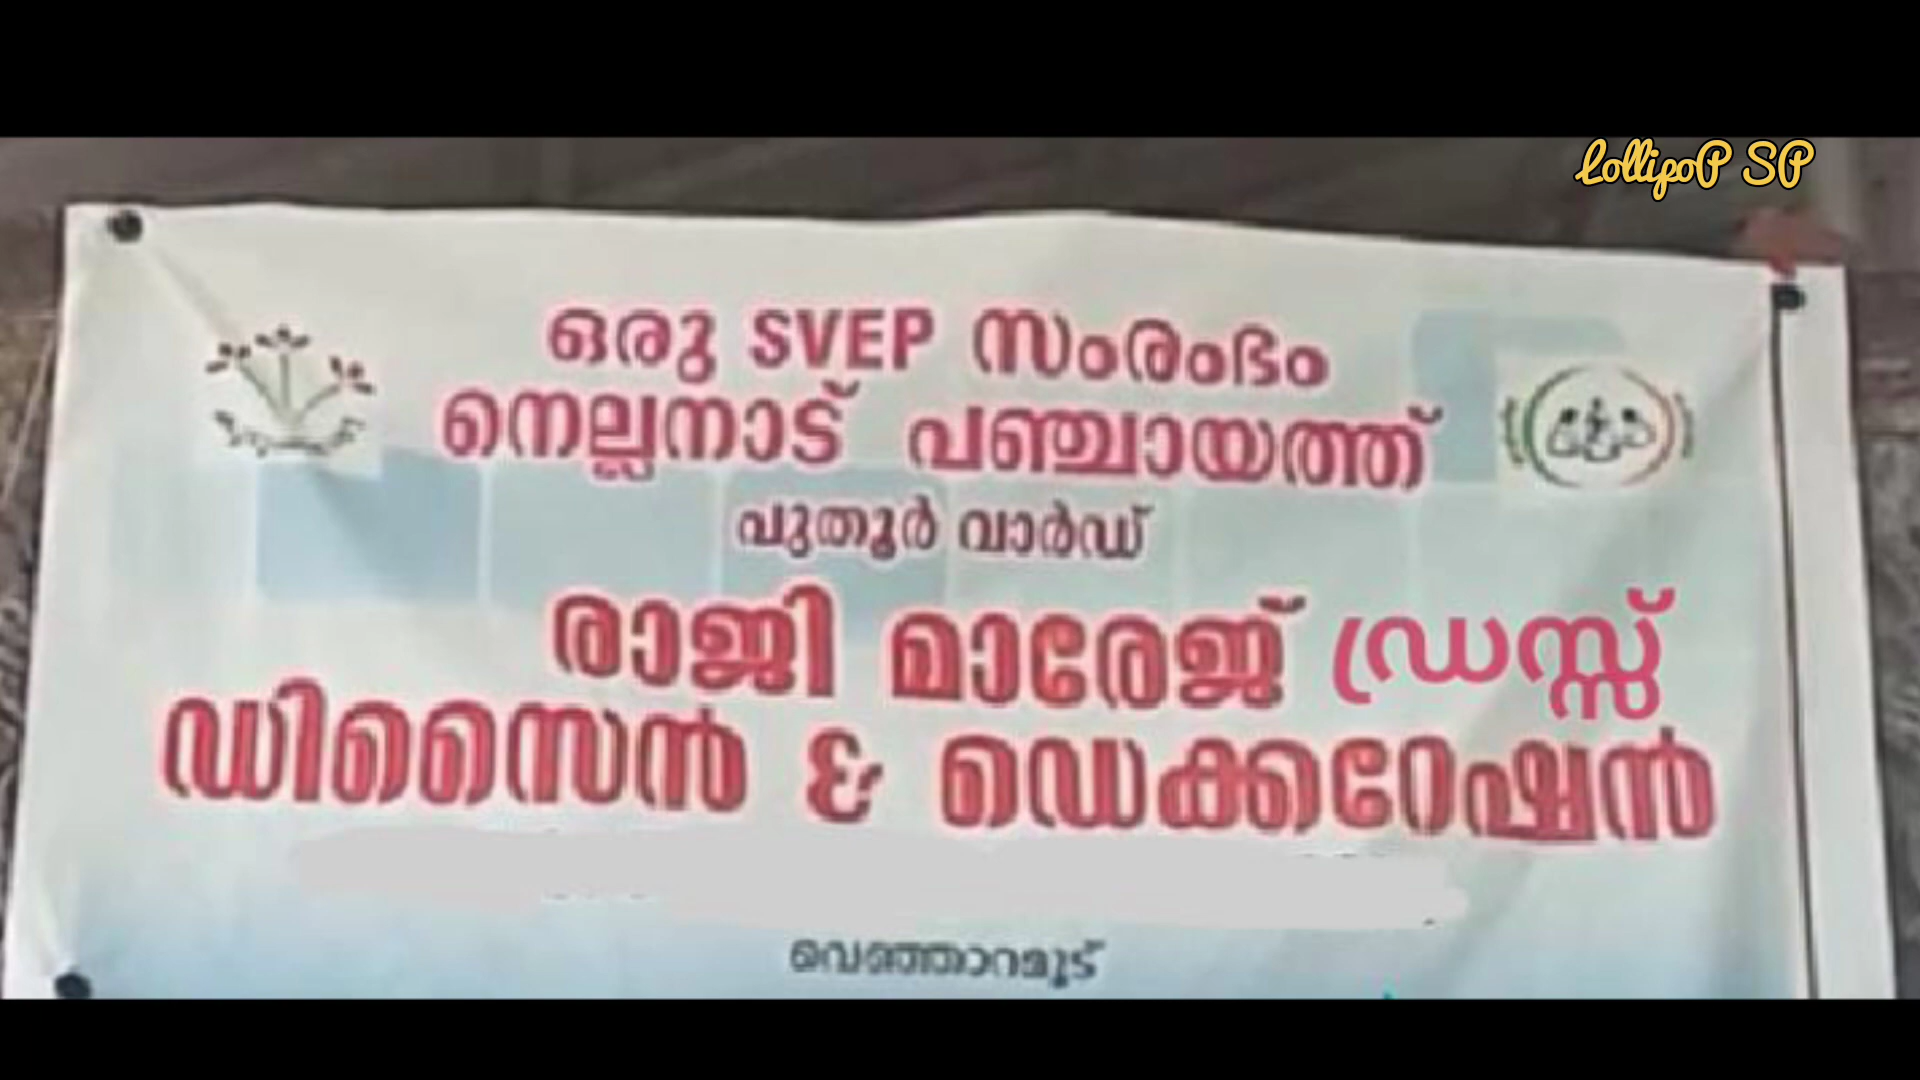 LollipoP SP
ഒരു SVEP സംരംഭം
നെല്ലനാട് പഞ്ചായത്ത്
പുതൂർ വാർഡ്
രാജി മാരേജ് ഡ്രസ്സ്
ഡിസൈൻ & ഡെക്കറേഷൻ
വെഞ്ഞാറമൂട്